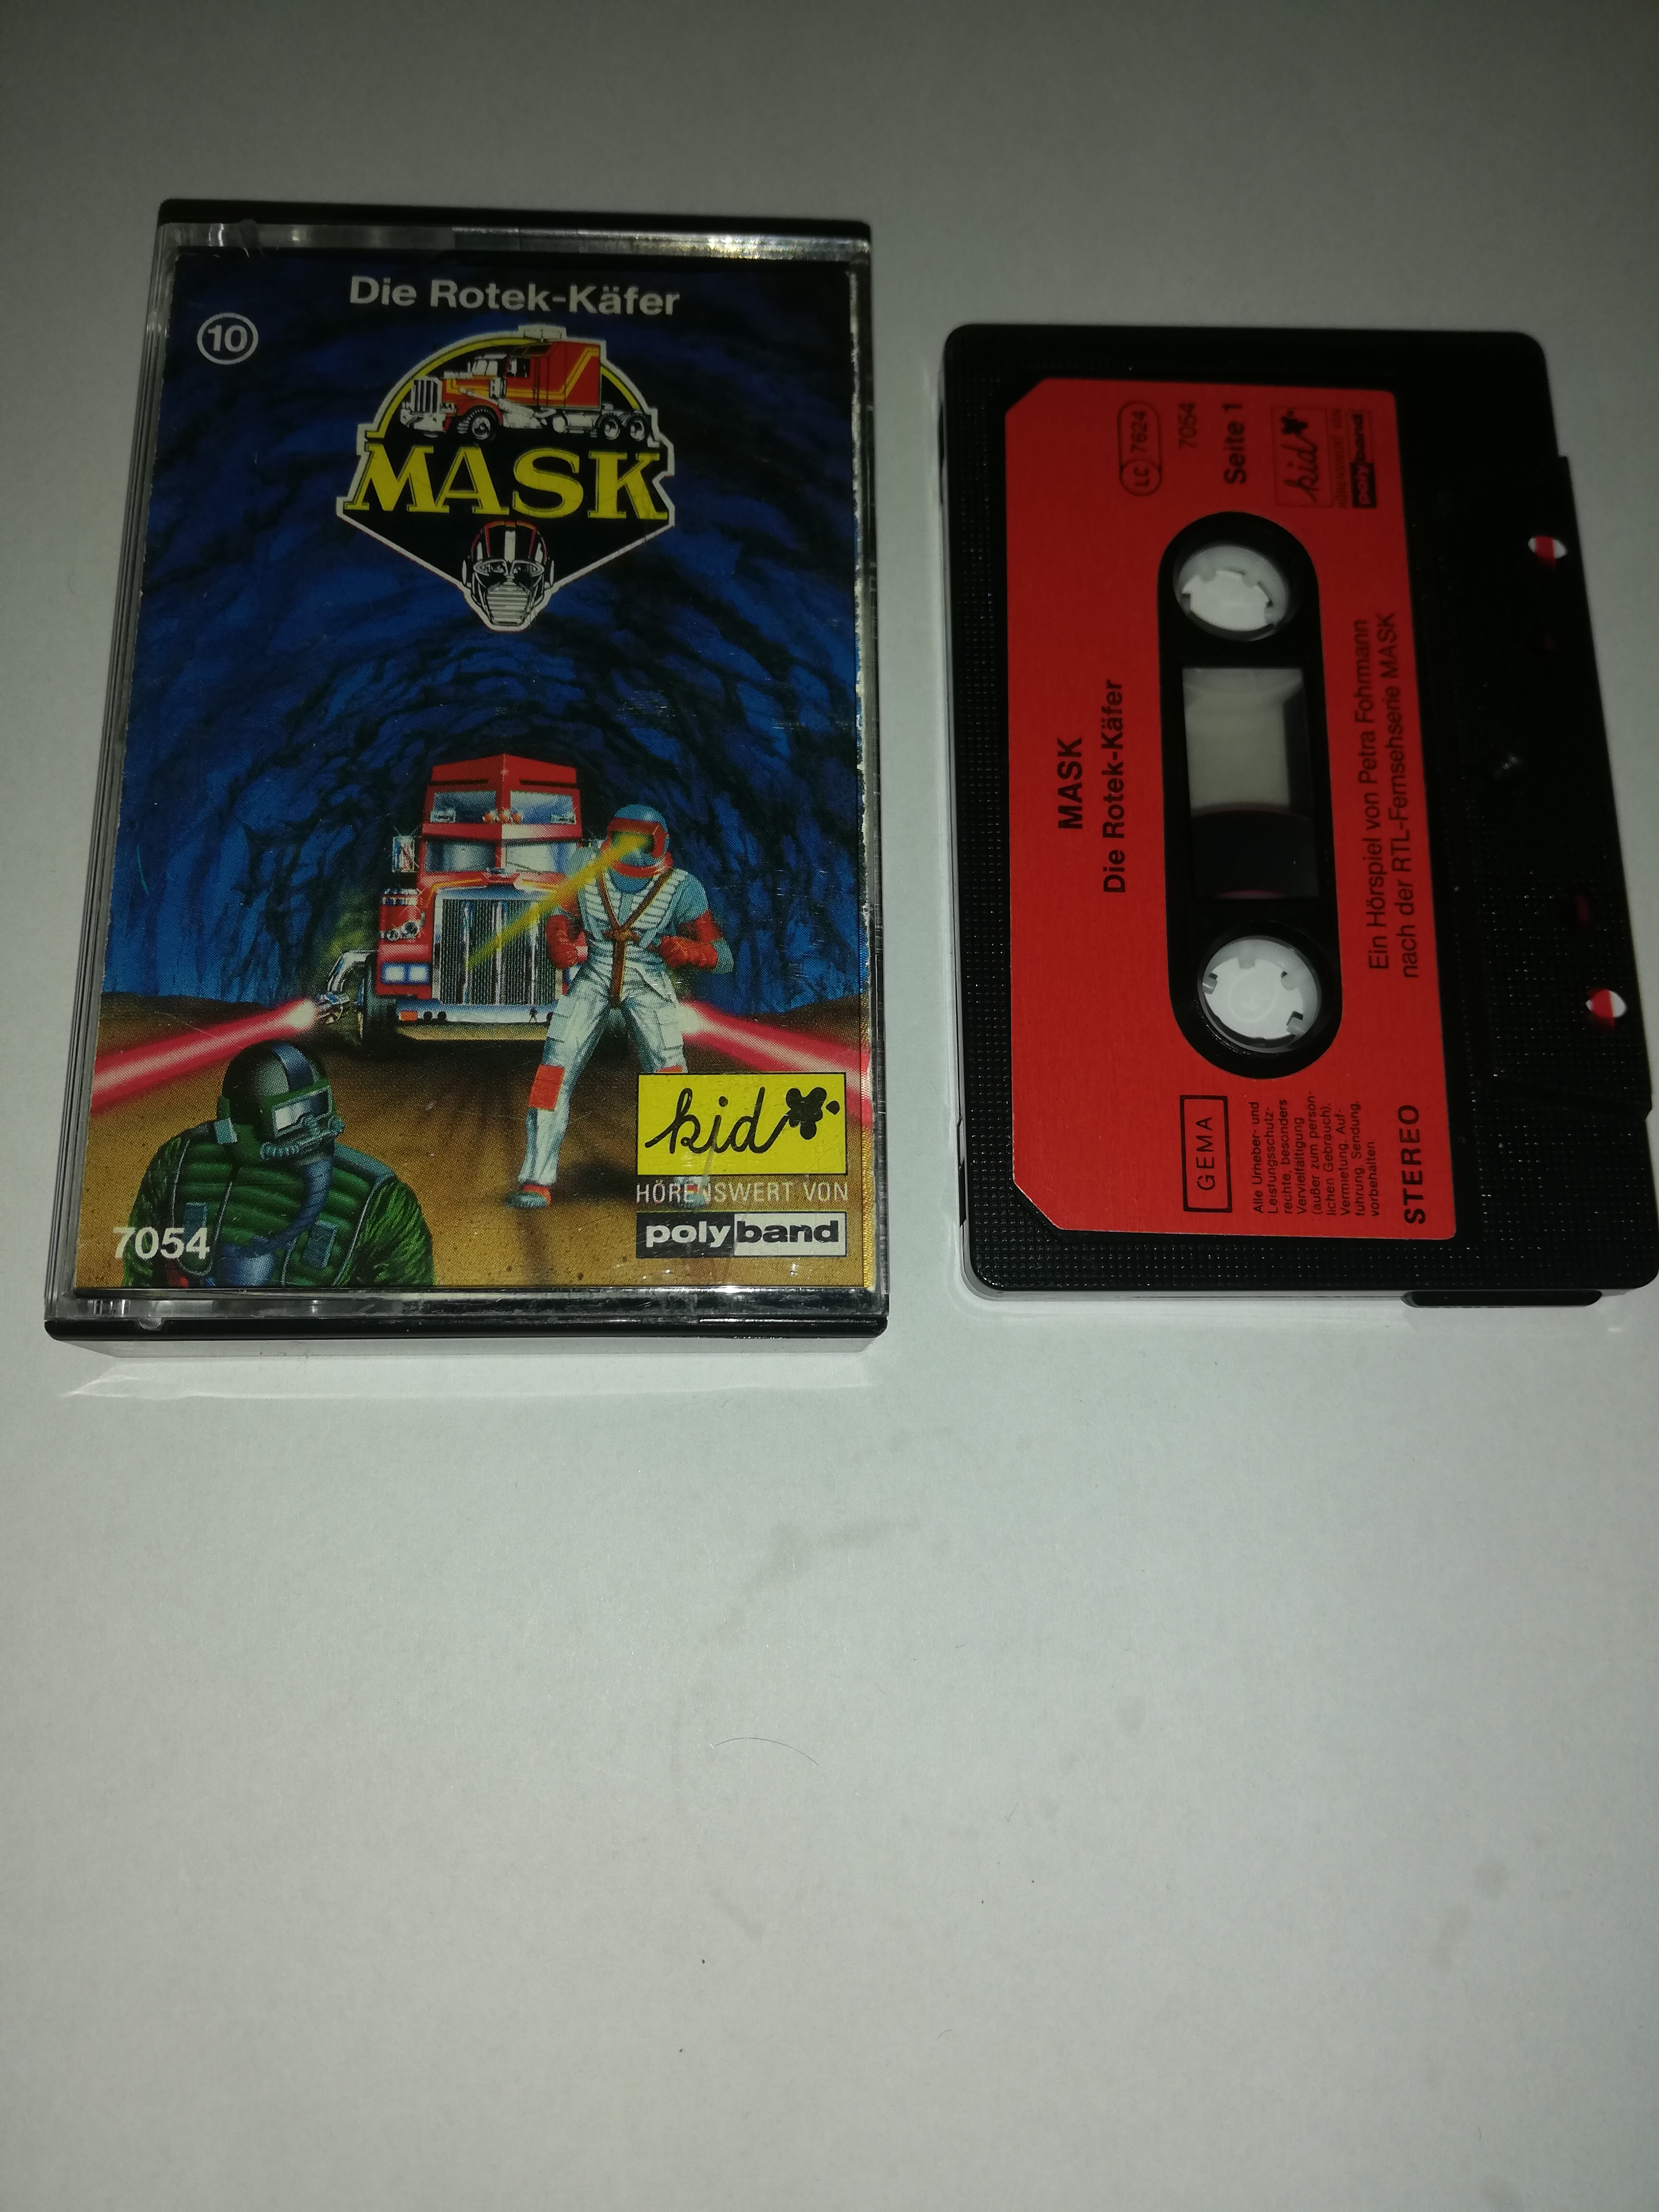 Die Rotek-Käfer
10
MASK
kid
HÖRENSWERT VON
polyband
7054
MASK
Die Rotek-Käfer
LC 7624
7054
Seite 1
kid
HÖRENSWERT VON
polyband
Ein Hörspiel von Petra Fohrmann
nach der RTL-Fernsehserie MASK
GEMA
Alle Urheber- und
Leistungsschutz-
rechte, besonders
Vervielfältigung
(außer zum persön-
lichen Gebrauch),
Vermietung, Auf-
führung, Sendung,
vorbehalten
STEREO